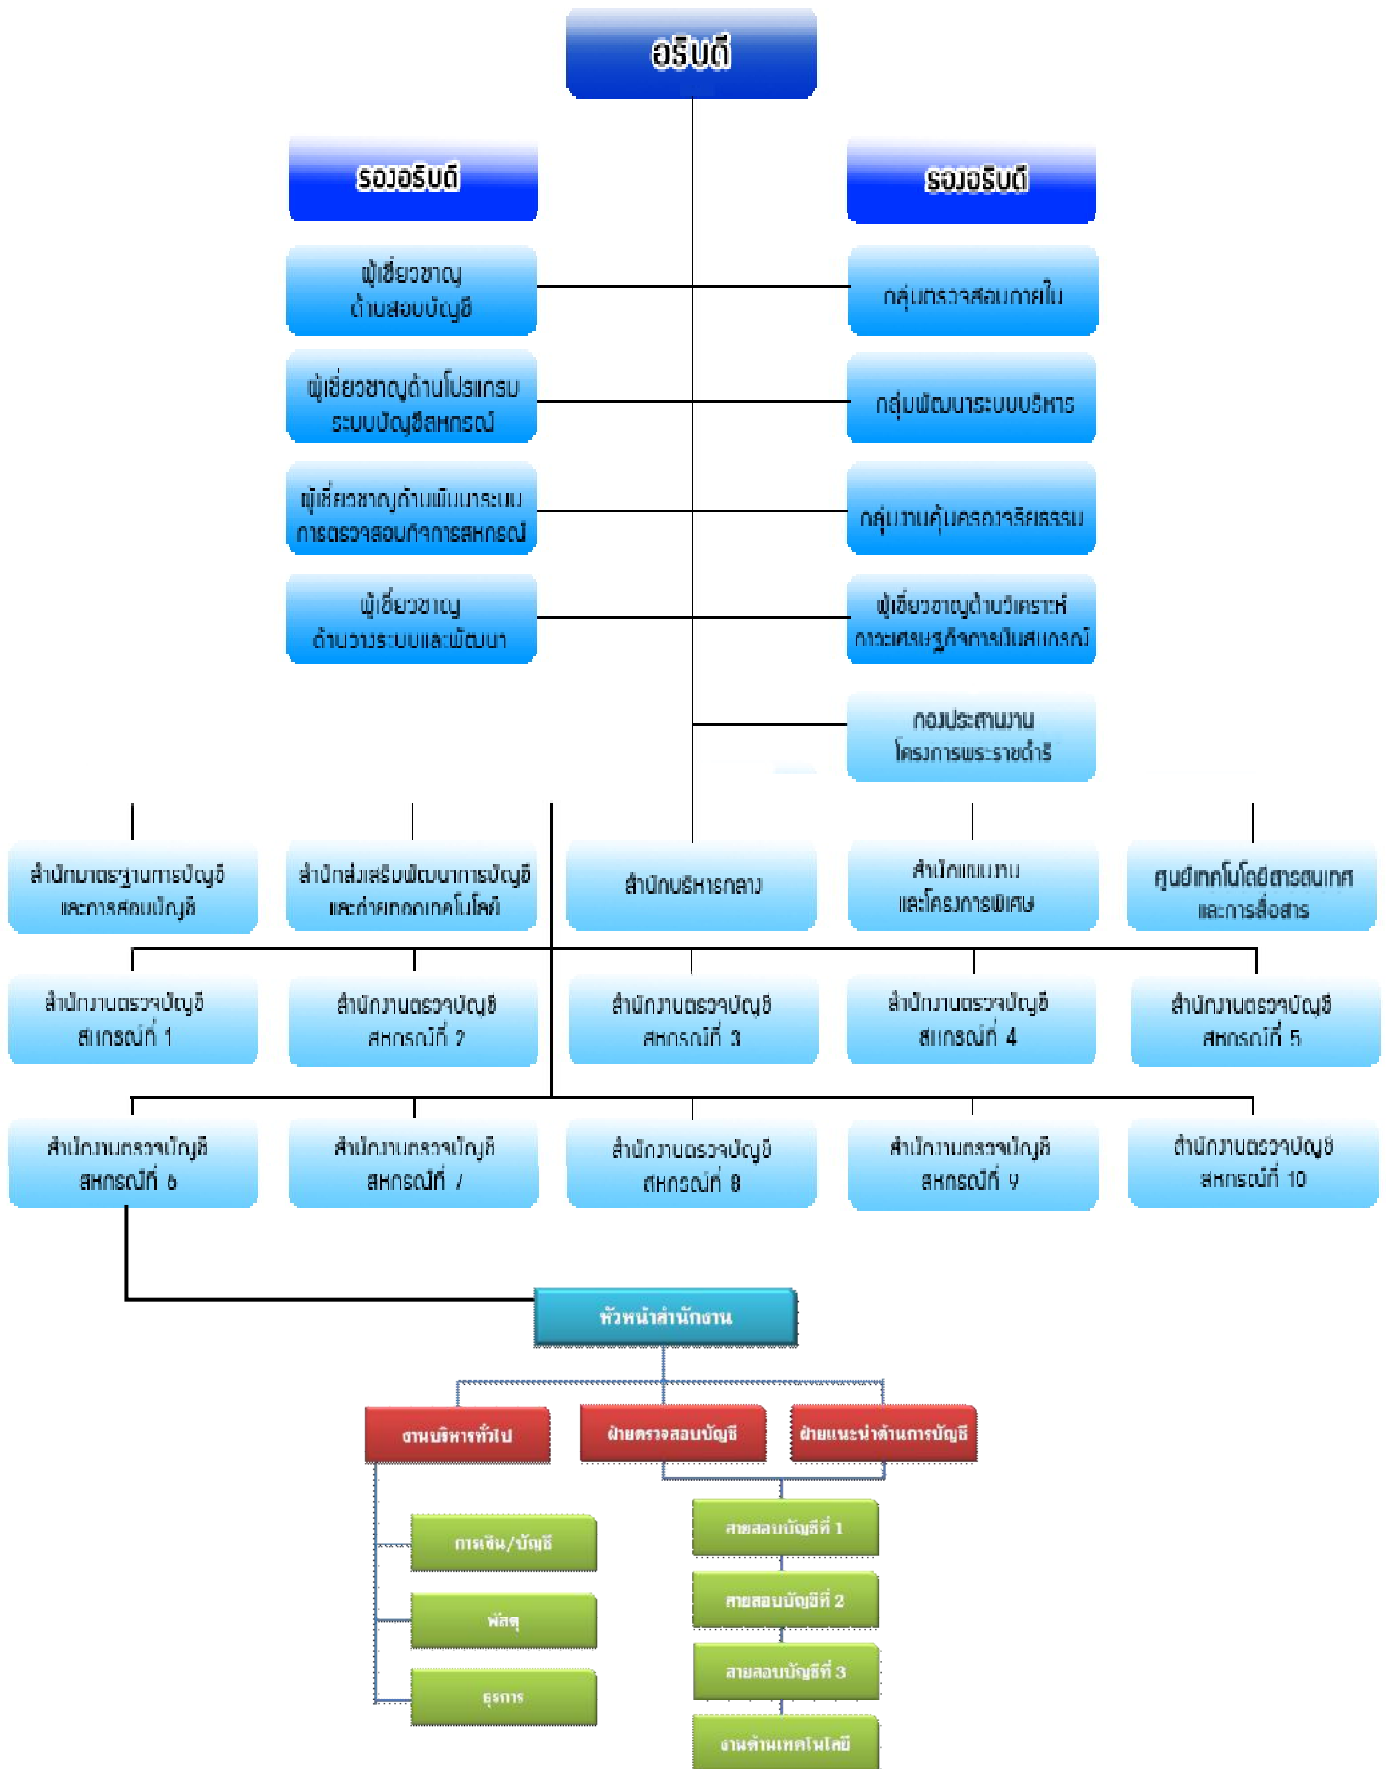 อธิบดี
รองอธิบดี
รองอธิบดี
ผู้เชี่ยวชาญ
ด้านสอบบัญชี
กลุ่มตรวจสอบภายใน
ผู้เชี่ยวชาญด้านโปรแกรม
ระบบบัญชีสหกรณ์
กลุ่มพัฒนาระบบบริหาร
ผู้เชี่ยวชาญด้านพัฒนาระบบ
การตรวจสอบกิจการสหกรณ์
กลุ่มงานคุ้มครองจริยธรรม
ผู้เชี่ยวชาญ
ด้านวางระบบและพัฒนา
ผู้เชี่ยวชาญด้านวิเคราะห์
ภาวะเศรษฐกิจการเงินสหกรณ์
กองประสานงาน
โครงการพระราชดำริ
สำนักมาตรฐานการบัญชี
และการสอบบัญชี
สำนักส่งเสริมพัฒนาการบัญชี
และถ่ายทอดเทคโนโลยี
สำนักบริหารกลาง
สำนักแผนงาน
และโครงการพิเศษ
ศูนย์เทคโนโลยีสารสนเทศ
และการสื่อสาร
สำนักงานตรวจบัญชี
สหกรณ์ที่ 1
สำนักงานตรวจบัญชี
สหกรณ์ที่ 2
สำนักงานตรวจบัญชี
สหกรณ์ที่ 3
สำนักงานตรวจบัญชี
สหกรณ์ที่ 4
สำนักงานตรวจบัญชี
สหกรณ์ที่ 5
สำนักงานตรวจบัญชี
สหกรณ์ที่ 6
สำนักงานตรวจบัญชี
สหกรณ์ที่ 7
สำนักงานตรวจบัญชี
สหกรณ์ที่ 8
สำนักงานตรวจบัญชี
สหกรณ์ที่ 9
สำนักงานตรวจบัญชี
สหกรณ์ที่ 10
หัวหน้าสำนักงาน
งานบริหารทั่วไป
ฝ่ายตรวจสอบบัญชี
ฝ่ายแนะนำด้านการบัญชี
การเงิน/บัญชี
พัสดุ
ธุรการ
สายสอบบัญชีที่ 1
สายสอบบัญชีที่ 2
สายสอบบัญชีที่ 3
งานด้านเทคโนโลยี